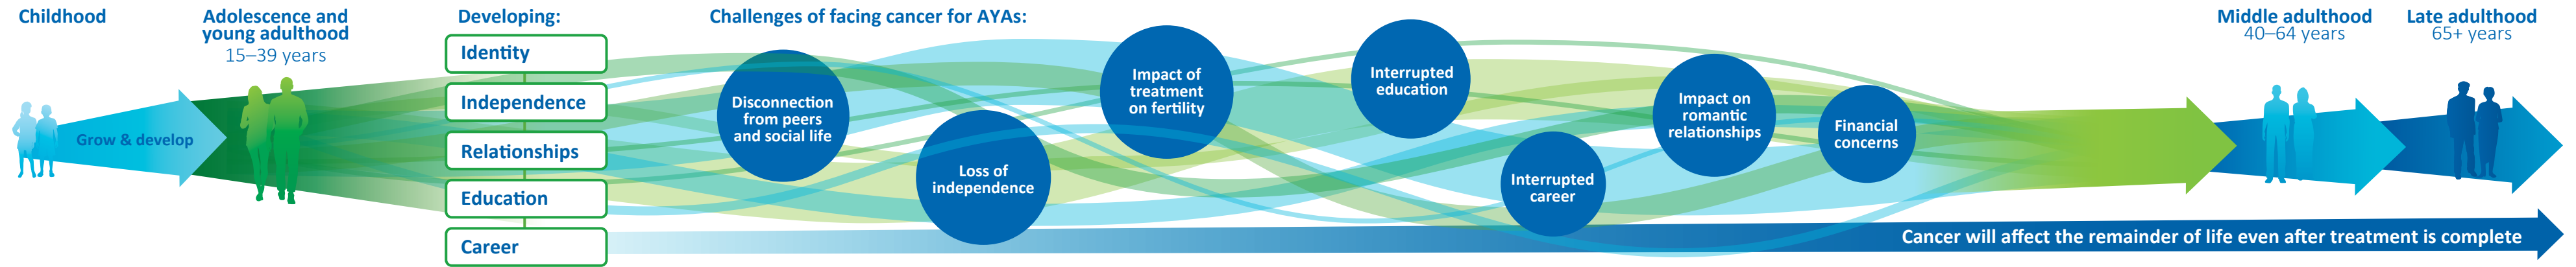 Childhood
Grow & develop
Adolescence and
young adulthood
15–39 years
Developing:
Identity
Independence
Relationships
Education
Career
Challenges of facing cancer for AYAs:
Disconnection
from peers
and social life
Loss of
independence
Impact of
treatment
on fertility
Interrupted
education
Interrupted
career
Impact on
romantic
relationships
Financial
concerns
Middle adulthood
40–64 years
Late adulthood
65+ years
Cancer will affect the remainder of life even after treatment is complete